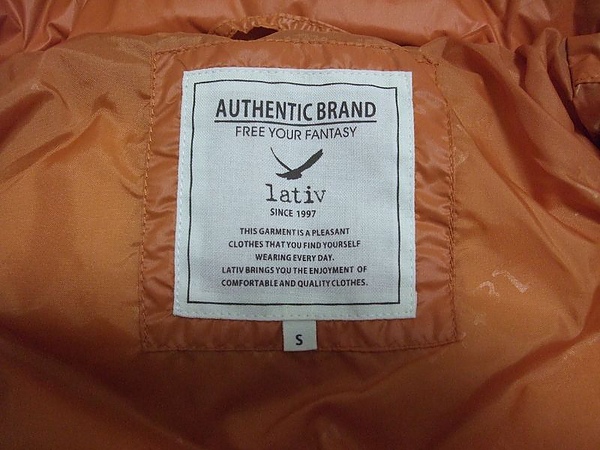 AUTHENTIC BRAND
FREE YOUR FANTASY
lativ
SINCE 1997
THIS GARMENT IS A PLEASANT
CLOTHES THAT YOU FIND YOURSELF
WEARING EVERY DAY.
LATIV BRINGS YOU THE ENJOYMENT OF
COMFORTABLE AND QUALITY CLOTHES.
S